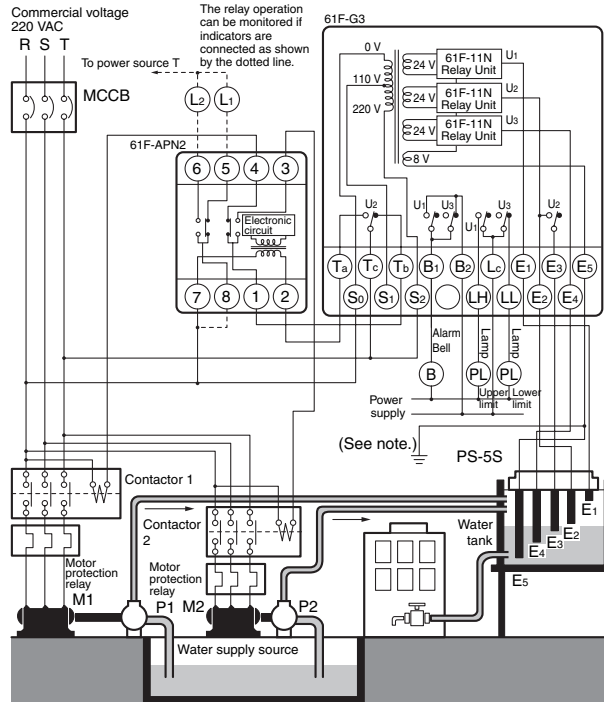 Commercial voltage
220 VAC
R S T
MCCB
The relay operation
can be monitored if
indicators are
connected as shown
by the dotted line.
To power source T
L2 L1
61F-APN2
6 5 4 3
Electronic
circuit
7 8 1 2
61F-G3
0 V
110 V
220 V
24 V
61F-11N
Relay Unit
U1
24 V
61F-11N
Relay Unit
U2
24 V
61F-11N
Relay Unit
U3
8 V
U2
U1 U3
U1 U3
U2
Ta Tc Tb B1 B2 Lc E1 E3 E5
S0 S1 S2 LH LL E2 E4
Alarm
Bell
Lamp
Lamp
B PL PL
Upper
limit
Lower
limit
Power
supply
(See note.)
PS-5S
Contactor 1
Contactor
2
Water
tank
E1
E2
E3
E4
E5
Motor
protection
relay
Motor
protection
relay
M1 P1 M2 P2
Water supply source